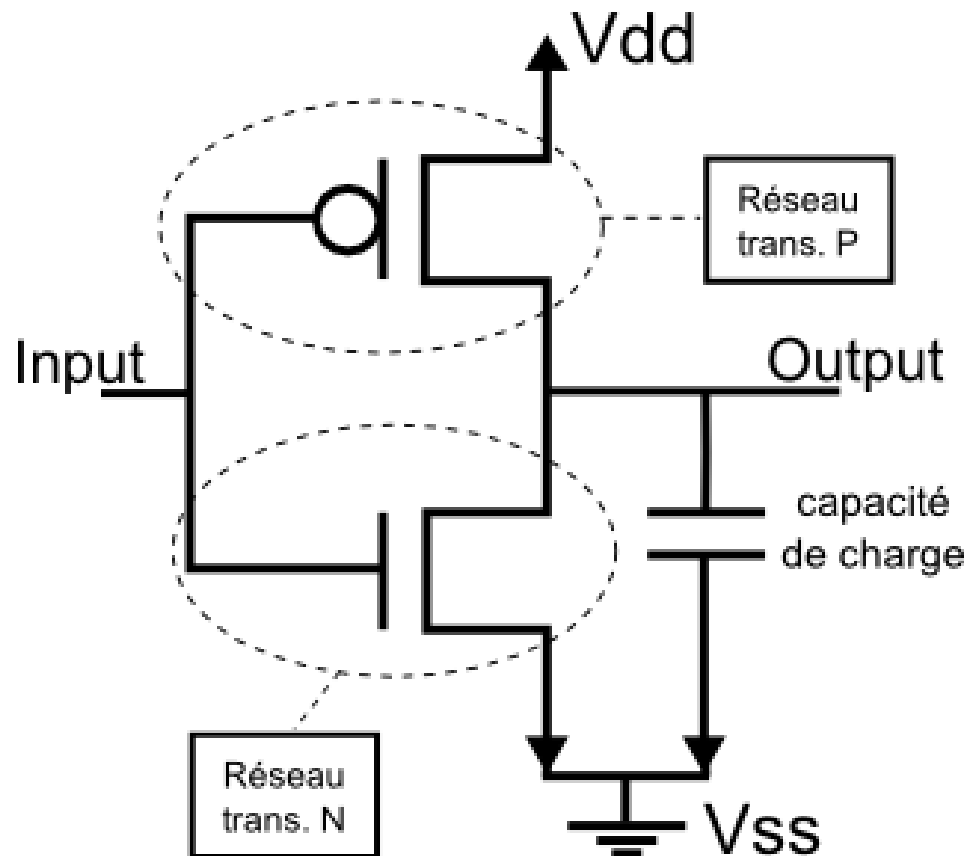 Vdd
Réseau
trans. P
Input
Output
capacité
de charge
Réseau
trans. N
Vss